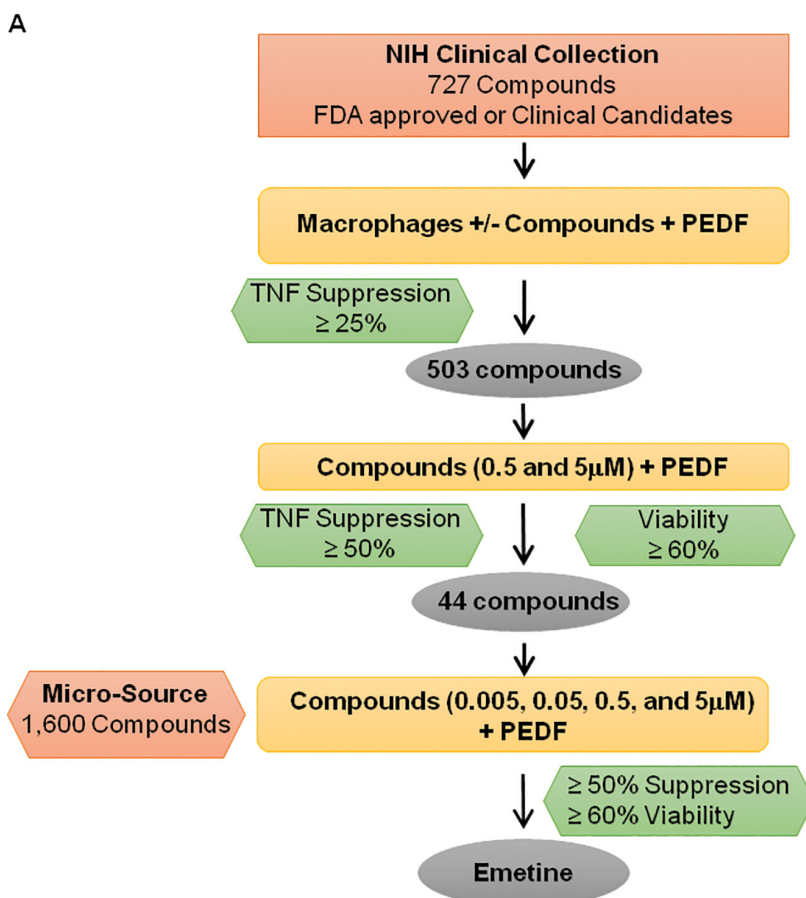 A
NIH Clinical Collection
727 Compounds
FDA approved or Clinical Candidates
Macrophages +/- Compounds + PEDF
TNF Suppression
≥ 25%
503 compounds
Compounds (0.5 and 5µM) + PEDF
TNF Suppression
≥ 50%
Viability
≥ 60%
44 compounds
Micro-Source
1,600 Compounds
Compounds (0.005, 0.05, 0.5, and 5µM)
+ PEDF
≥ 50% Suppression
≥ 60% Viability
Emetine